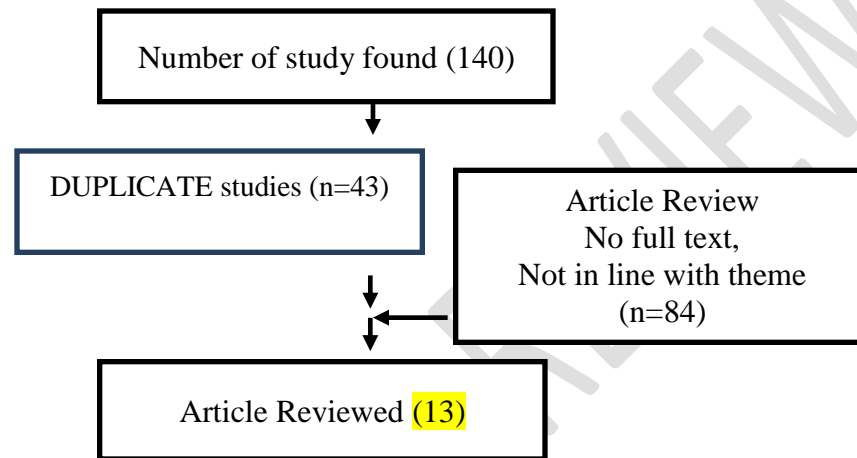 Number of study found (140)
DUPLICATE studies (n=43)
Article Review
No full text,
Not in line with theme
(n=84)
Article Reviewed (13)